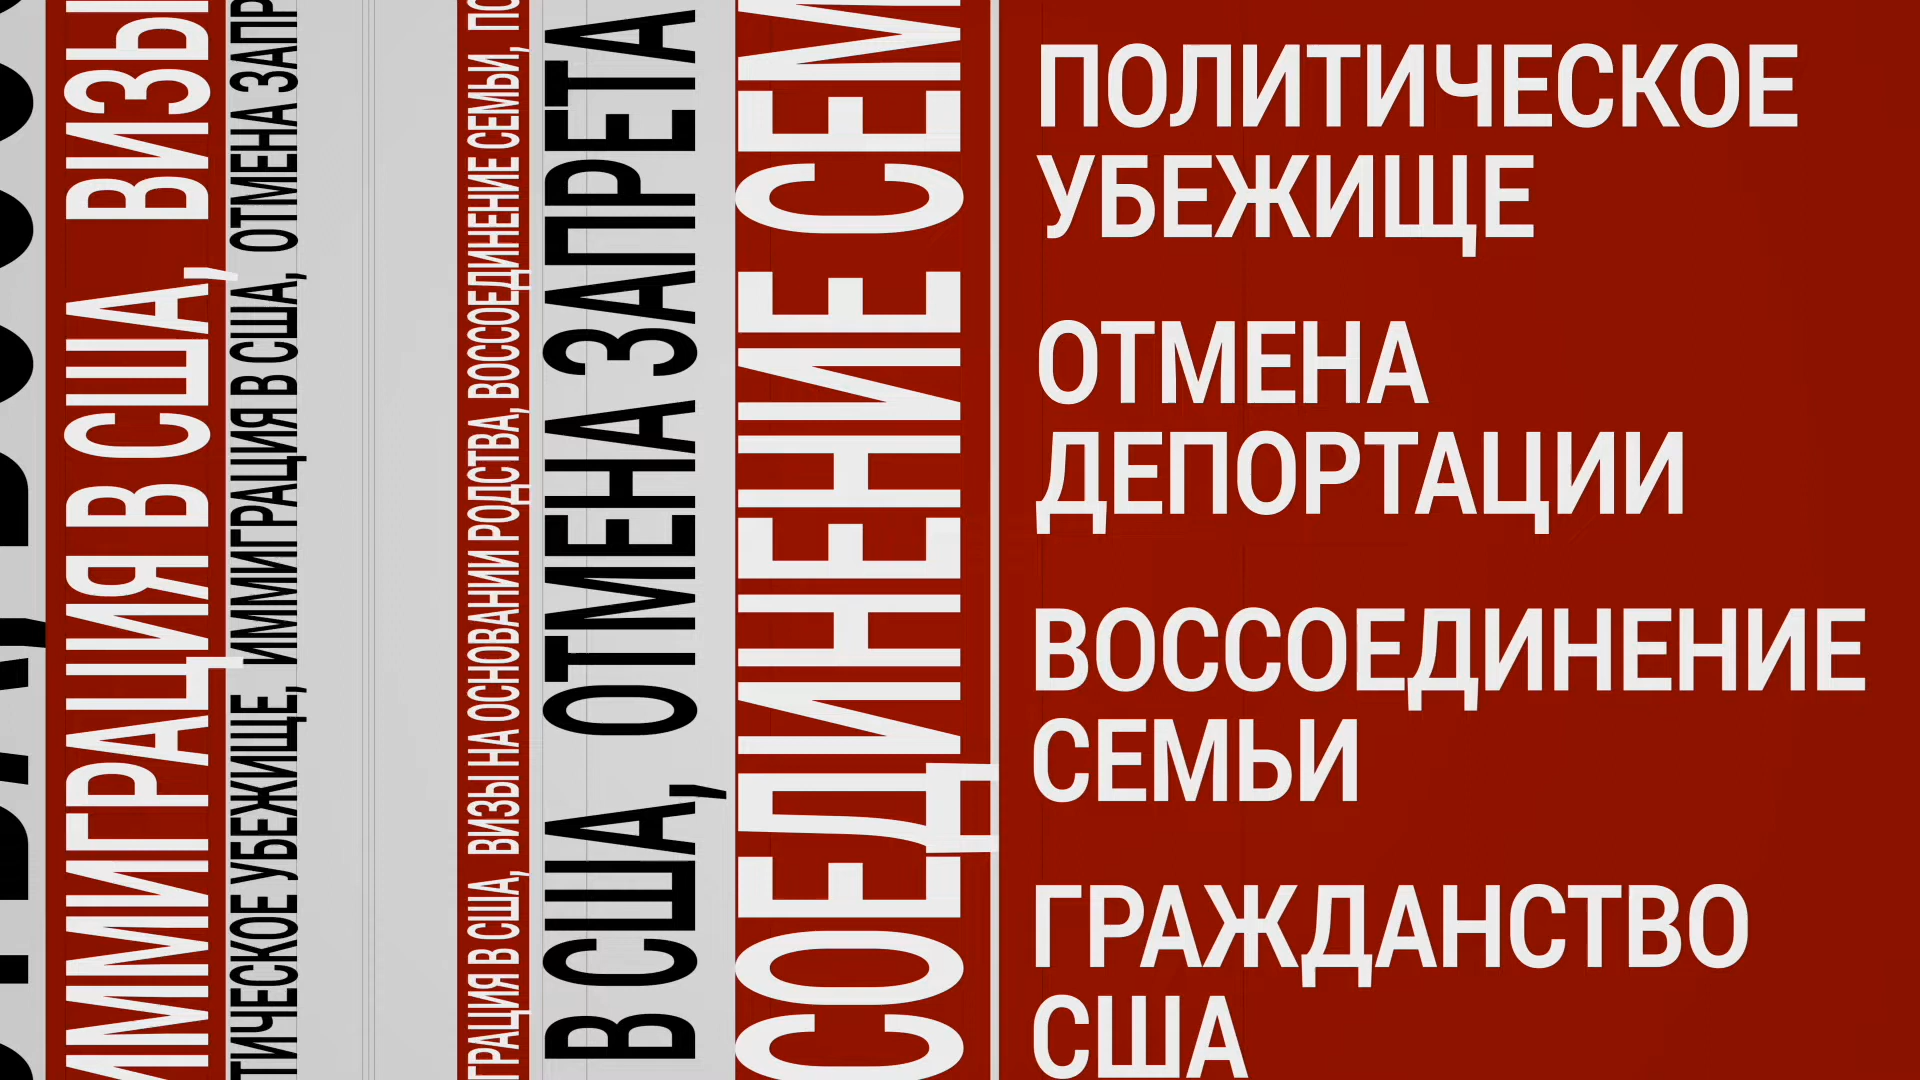 ИММИГРАЦИЯ В США, ВИЗЫ
ТИЧЕСКОЕ УБЕЖИЩЕ, ИММИГРАЦИЯ В США, ОТМЕНА ЗАПР
ГРАЦИЯ В США, ВИЗЫ НА ОСНОВАНИИ РОДСТВА, ВОССОЕДИНЕНИЕ СЕМЬИ, ПО
В США, ОТМЕНА ЗАПРЕТА
СОЕДИНЕНИЕ СЕМ
ПОЛИТИЧЕСКОЕ
УБЕЖИЩЕ
ОТМЕНА
ДЕПОРТАЦИИ
ВОССОЕДИНЕНИЕ
СЕМЬИ
ГРАЖДАНСТВО
США